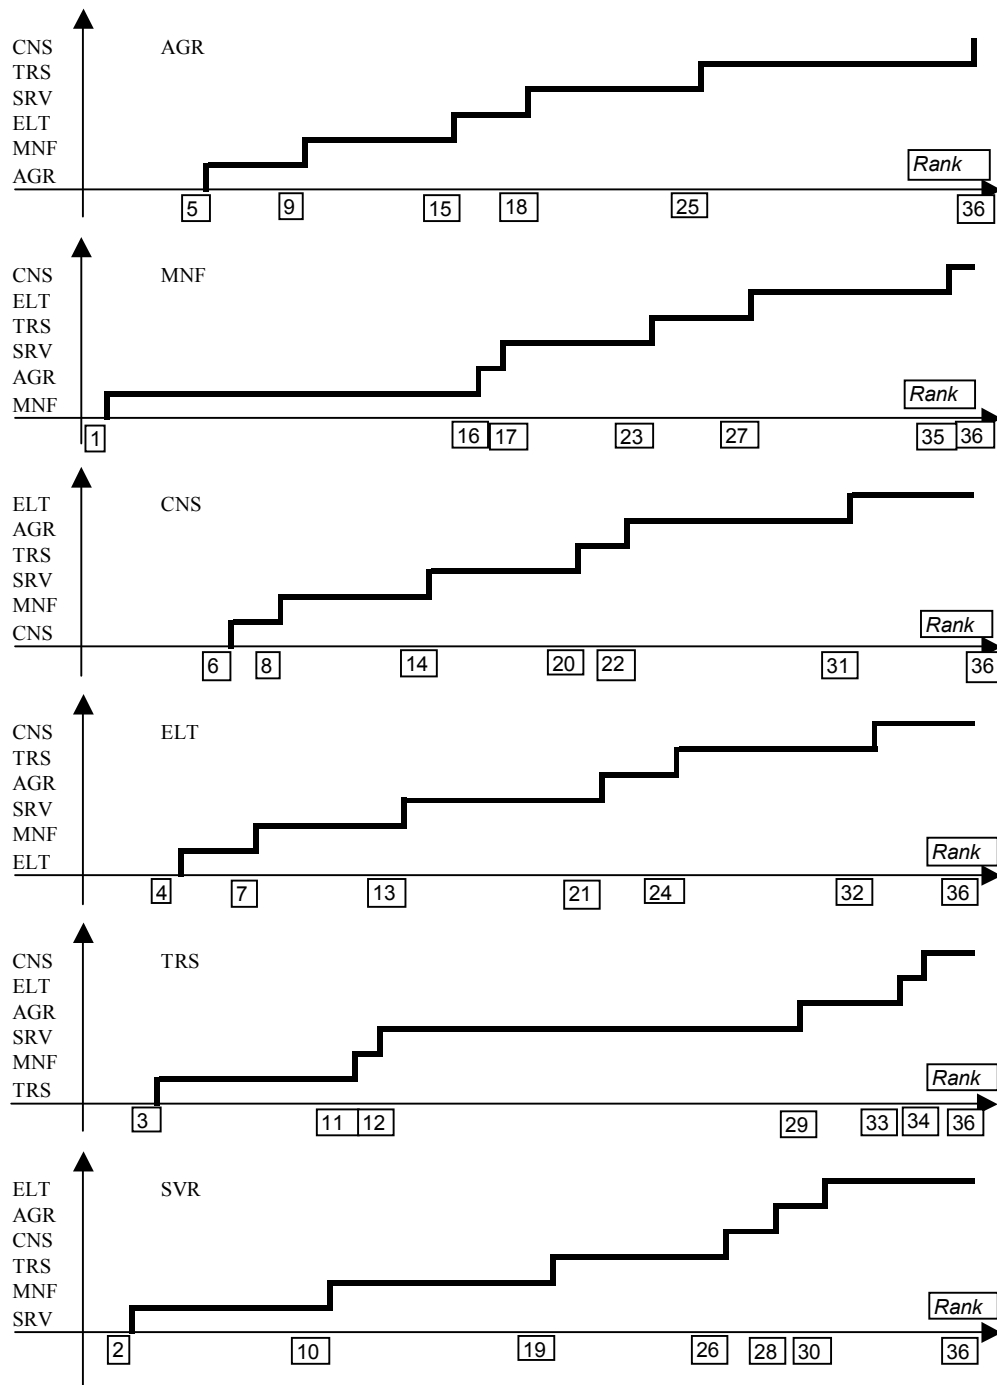 CNS AGR
TRS
SRV
ELT
MNF
AGR Rank
5 9 15 18 25 36
CNS MNF
ELT
TRS
SRV
AGR
MNF Rank
1 16 17 23 27 35 36
ELT CNS
AGR
TRS
SRV
MNF
CNS Rank
6 8 14 20 22 31 36
CNS ELT
TRS
AGR
SRV
MNF
ELT Rank
4 7 13 21 24 32 36
CNS TRS
ELT
AGR
SRV
MNF
TRS Rank
3 11 12 29 33 34 36
ELT SVR
AGR
CNS
TRS
MNF
SRV Rank
2 10 19 26 28 30 36